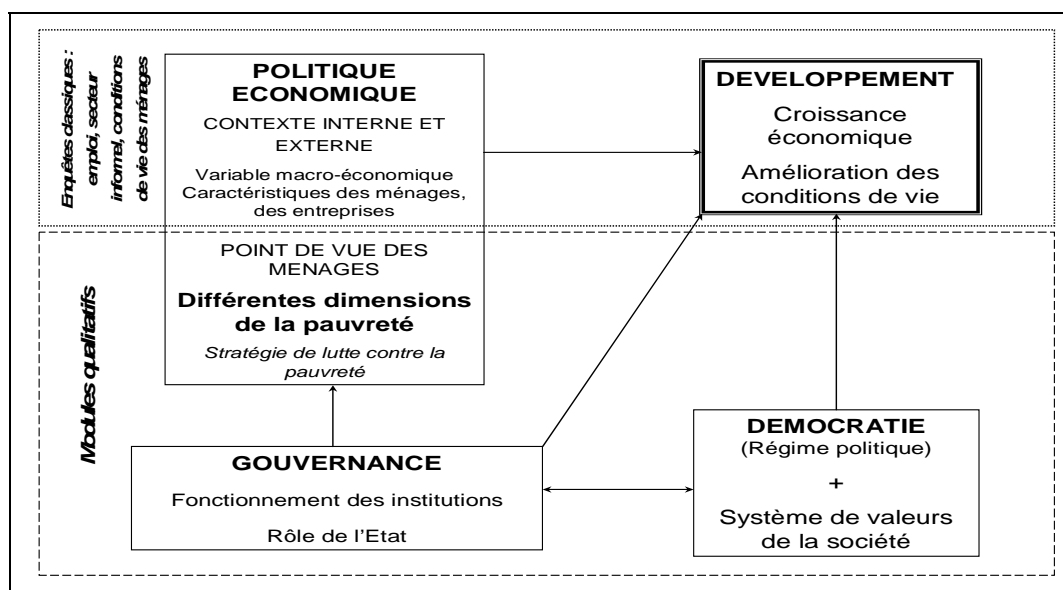 Enquêtes classiques :
emploi, secteur
informel, conditions
de vie des ménages
POLITIQUE
ECONOMIQUE
CONTEXTE INTERNE ET
EXTERNE
Variable macro-économique
Caractéristiques des ménages,
des entreprises
DEVELOPPEMENT
Croissance
économique
Amélioration des
conditions de vie
Modules qualitatifs
POINT DE VUE DES
MENAGES
Différentes dimensions
de la pauvreté
Stratégie de lutte contre la
pauvreté
GOUVERNANCE
Fonctionnement des institutions
Rôle de l'Etat
DEMOCRATIE
(Régime politique)
+
Système de valeurs
de la société